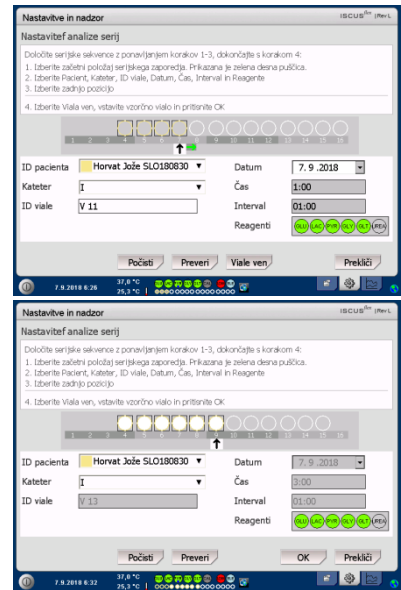 Nastavitve in nadzor ISCUSflex |Rev L
Nastavitef analize serij
Določite serijske sekvence z ponavljanjem korakov 1-3, dokončajte s korakom 4:
1. Izberite začetni položaj serijskega zaporedja. Prikazana je zelena desna puščica.
2. Izberite Pacient, Kateter, ID viale, Datum, Čas, Interval in Reagente
3. Izberite zadnjo pozicijo
4. Izberite Viala ven, vstavite vzorčno vialo in pritisnite OK
1 2 3 4 5 6 7 8 9 10 11 12 13 14 15 16
ID pacienta Horvat Jože SLO180830 Datum 7. 9 .2018
Kateter I Čas 1:00
ID viale V 11 Interval 01:00
Reagenti GLU LAC PYR GLY GLT UREA
Počisti Preveri Viale ven Prekliči
7.9.2018 6:26 37,0 °C
25,3 °C
Nastavitve in nadzor ISCUSflex |Rev L
Nastavitef analize serij
Določite serijske sekvence z ponavljanjem korakov 1-3, dokončajte s korakom 4:
1. Izberite začetni položaj serijskega zaporedja. Prikazana je zelena desna puščica.
2. Izberite Pacient, Kateter, ID viale, Datum, Čas, Interval in Reagente
3. Izberite zadnjo pozicijo
4. Izberite Viala ven, vstavite vzorčno vialo in pritisnite OK
1 2 3 4 5 6 7 8 9 10 11 12 13 14 15 16
ID pacienta Horvat Jože SLO180830 Datum 7. 9 .2018
Kateter I Čas 3:00
ID viale V 13 Interval 01:00
Reagenti GLU LAC PYR GLY GLT UREA
Počisti Preveri OK Prekliči
7.9.2018 6:32 37,0 °C
25,3 °C